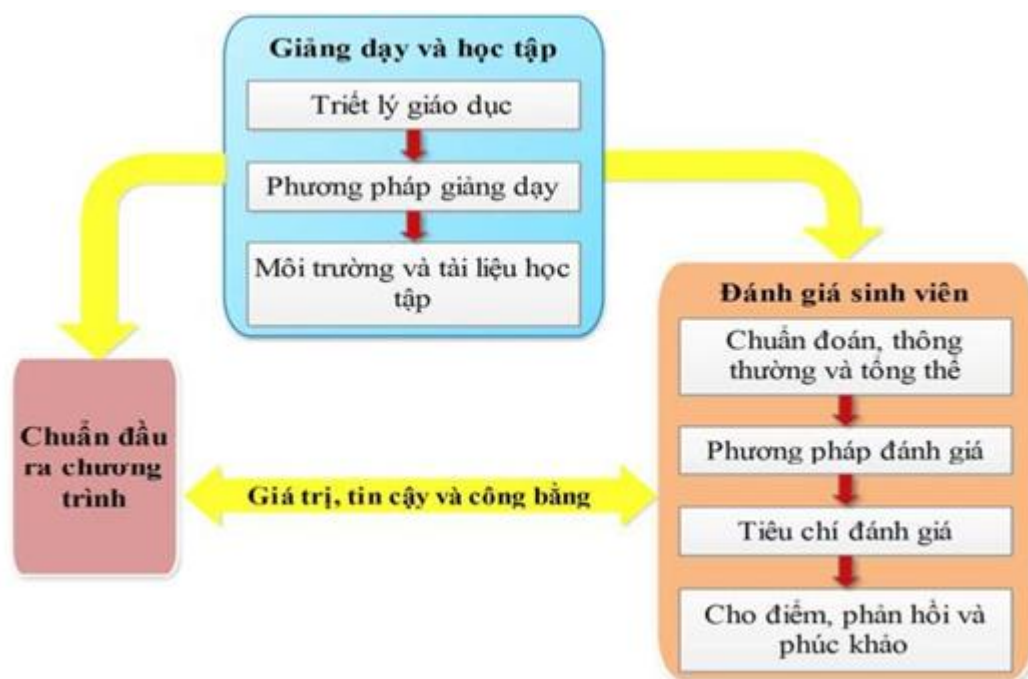 Giảng dạy và học tập
Triết lý giáo dục
Phương pháp giảng dạy
Môi trường và tài liệu học
tập
Chuẩn đầu
ra chương
trình
Giá trị, tin cậy và công bằng
Đánh giá sinh viên
Chuẩn đoán, thông
thường và tổng thể
Phương pháp đánh giá
Tiêu chí đánh giá
Cho điểm, phản hồi và
phúc khảo